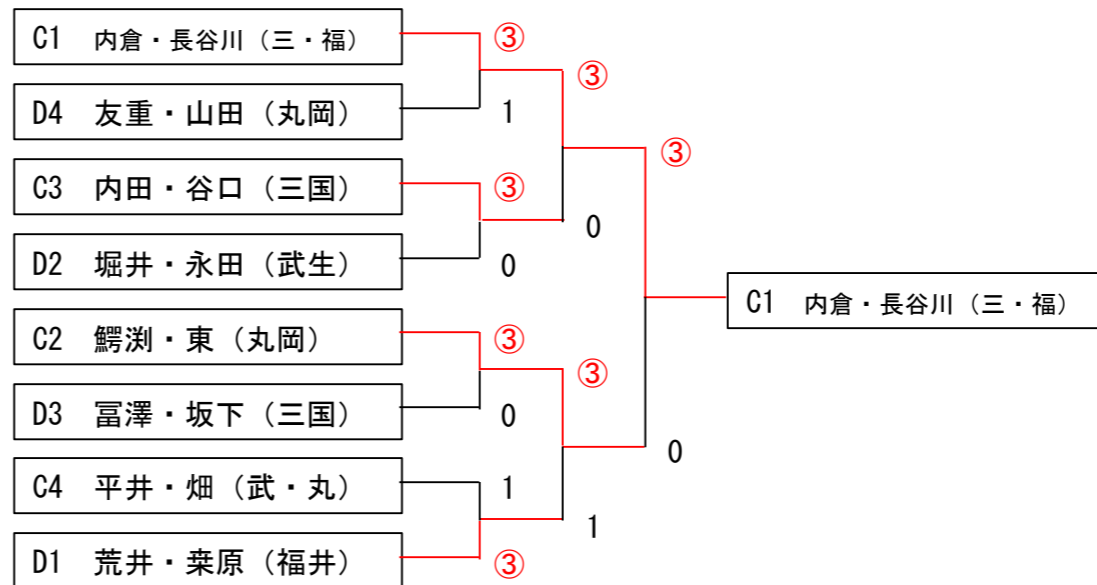 C1 内倉・長谷川（三・福）
③
③
D4 友重・山田（丸岡）
1
③
C3 内田・谷口（三国）
③
0
D2 堀井・永田（武生）
0
C1 内倉・長谷川（三・福）
C2 鰐渕・東（丸岡）
③
③
D3 冨澤・坂下（三国）
0
0
C4 平井・畑（武・丸）
1
1
D1 荒井・桒原（福井）
③